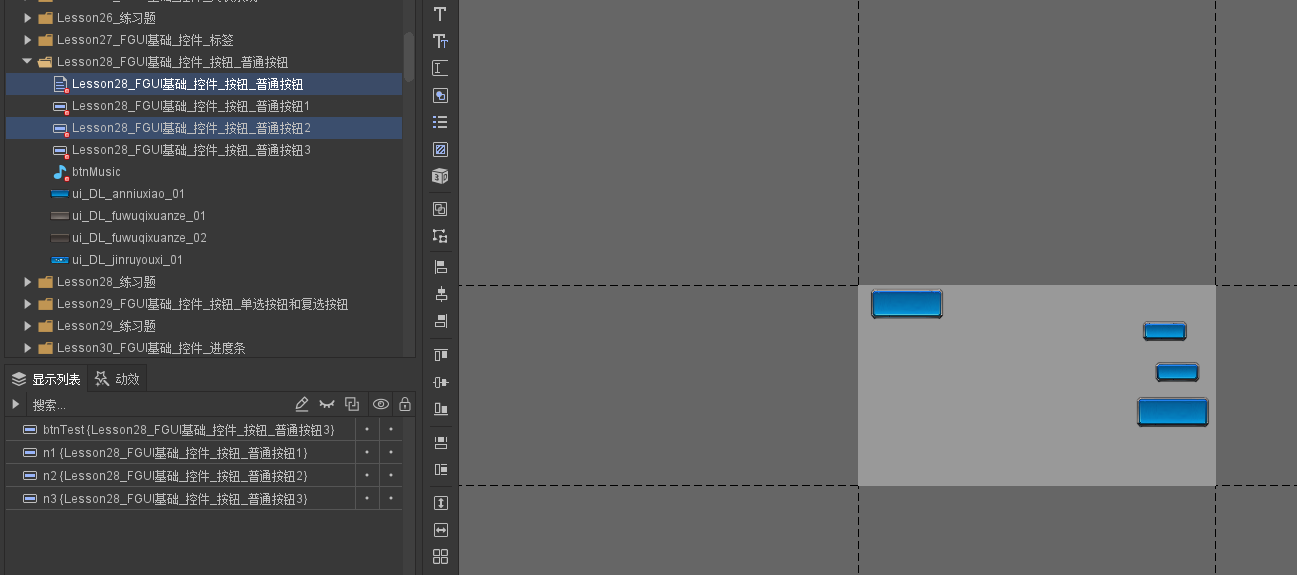 Lesson26_练习题
Lesson27_FGUI基础_控件_标签
Lesson28_FGUI基础_控件_按钮_普通按钮
Lesson28_FGUI基础_控件_按钮_普通按钮
Lesson28_FGUI基础_控件_按钮_普通按钮1
Lesson28_FGUI基础_控件_按钮_普通按钮2
Lesson28_FGUI基础_控件_按钮_普通按钮3
btnMusic
ui_DL_anniuxiao_01
ui_DL_fuwuqixuanze_01
ui_DL_fuwuqixuanze_02
ui_DL_jinruyouxi_01
Lesson28_练习题
Lesson29_FGUI基础_控件_按钮_单选按钮和复选按钮
Lesson29_练习题
Lesson30_FGUI基础_控件_进度条
显示列表 动效
搜索...
btnTest{Lesson28_FGUI基础_控件_按钮_普通按钮3}
n1{Lesson28_FGUI基础_控件_按钮_普通按钮1}
n2{Lesson28_FGUI基础_控件_按钮_普通按钮2}
n3{Lesson28_FGUI基础_控件_按钮_普通按钮3}